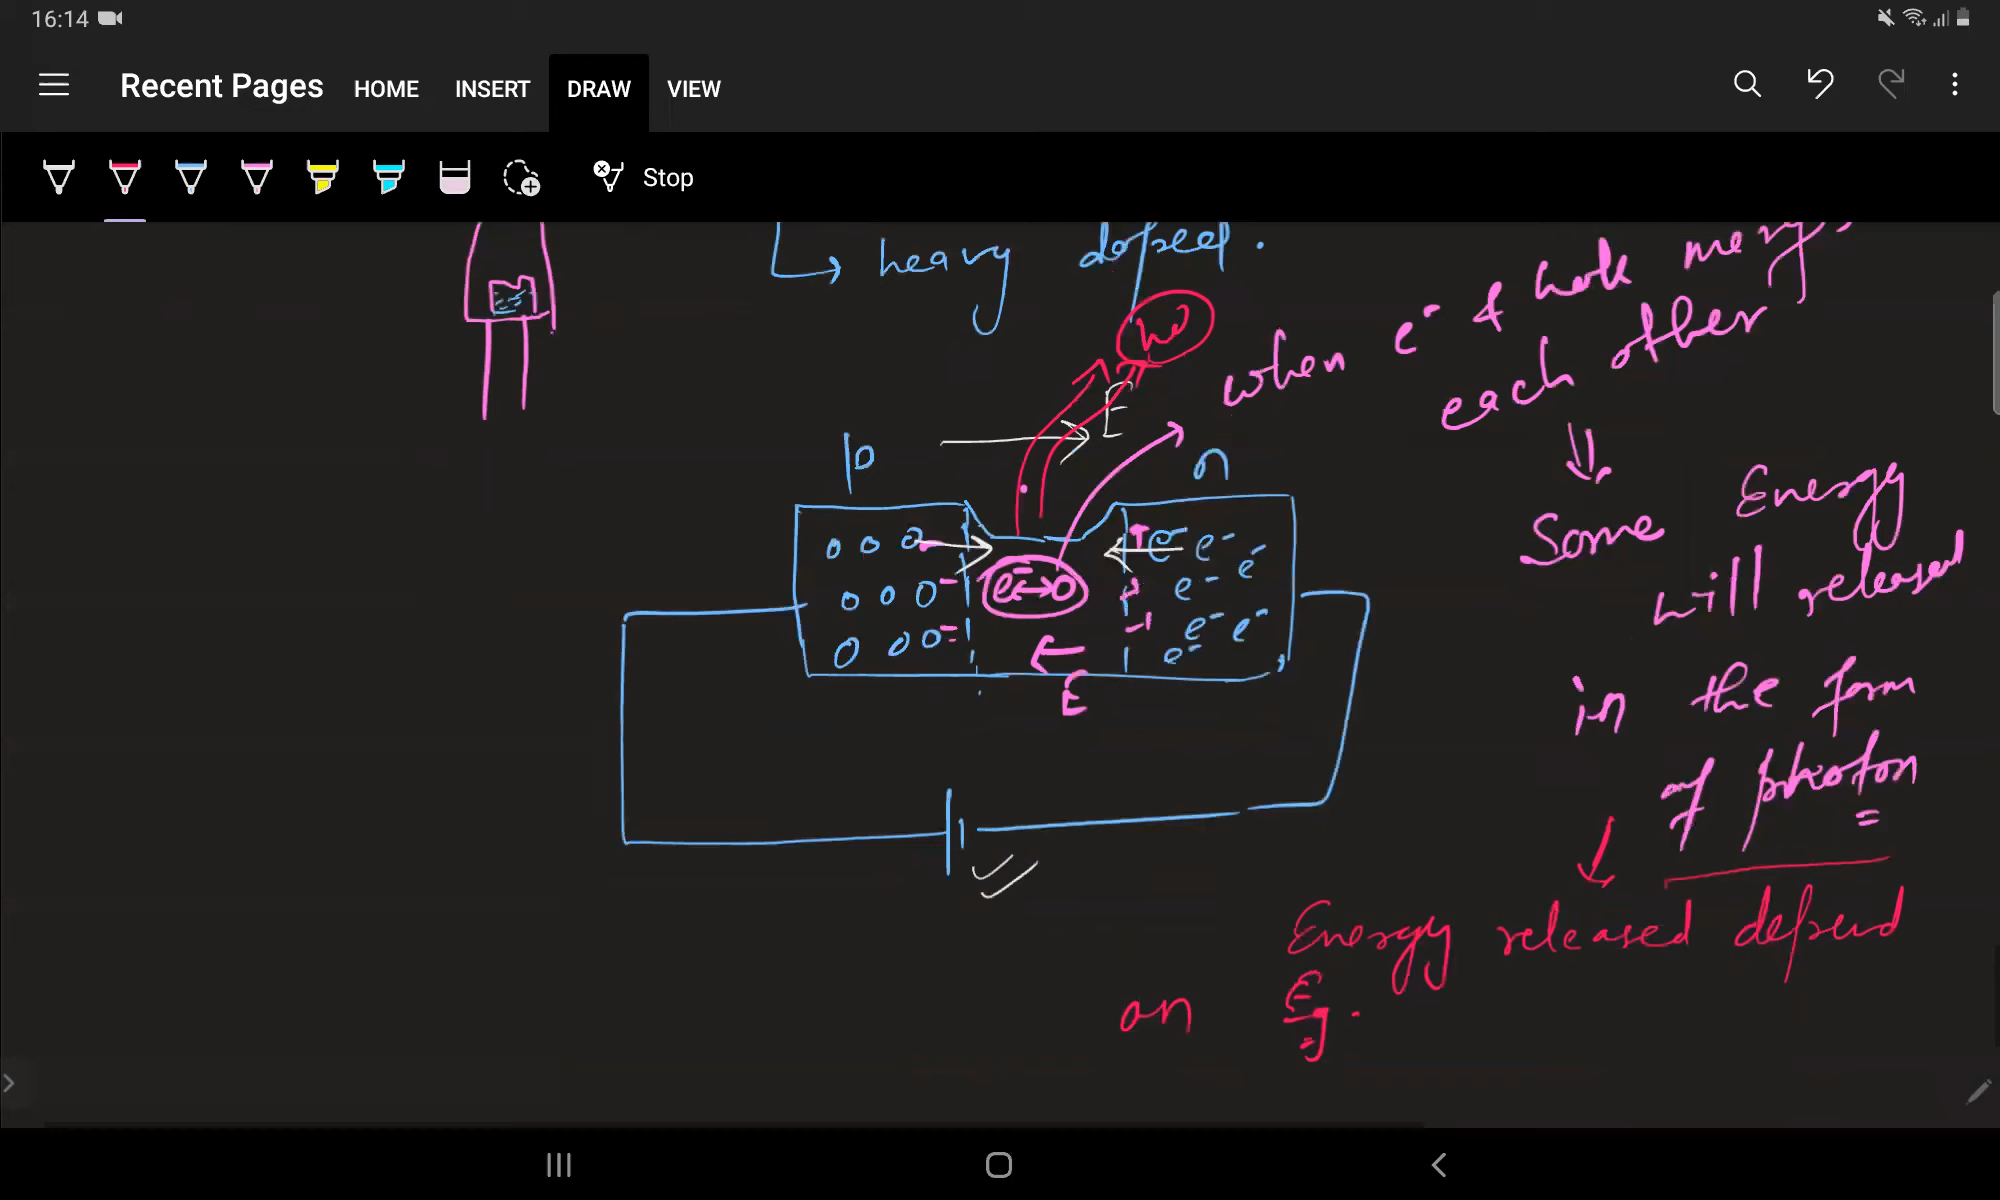 16:14
Recent Pages HOME INSERT DRAW VIEW
Stop
↳ heavy doped.
when e⁻ & hole merge
each other
⇓
Some Energy
will released
in the form
of photon
hν
E
p n
o o o e⁻ e⁻
e⁻ ↔ o
o o o e⁻ e⁻
o o o e⁻ e⁻
e⁻
E
Energy released depend
on Eg.